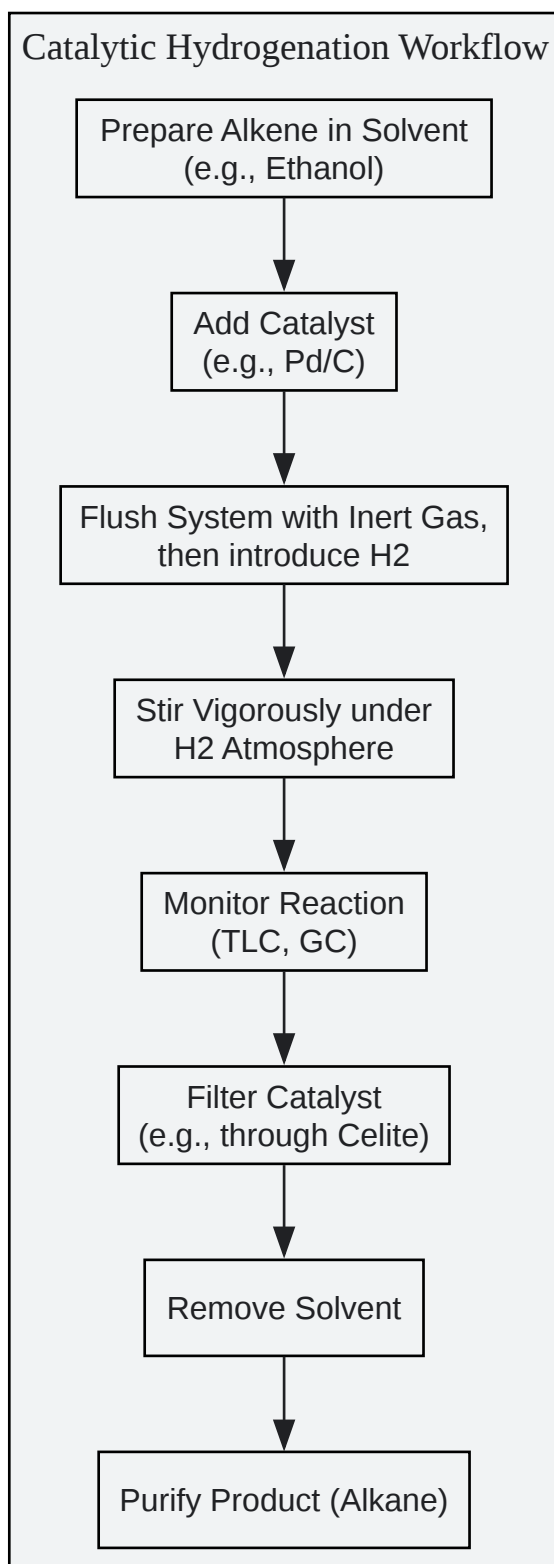 Catalytic Hydrogenation Workflow
Prepare Alkene in Solvent
(e.g., Ethanol)
Add Catalyst
(e.g., Pd/C)
Flush System with Inert Gas,
then introduce H2
Stir Vigorously under
H2 Atmosphere
Monitor Reaction
(TLC, GC)
Filter Catalyst
(e.g., through Celite)
Remove Solvent
Purify Product (Alkane)